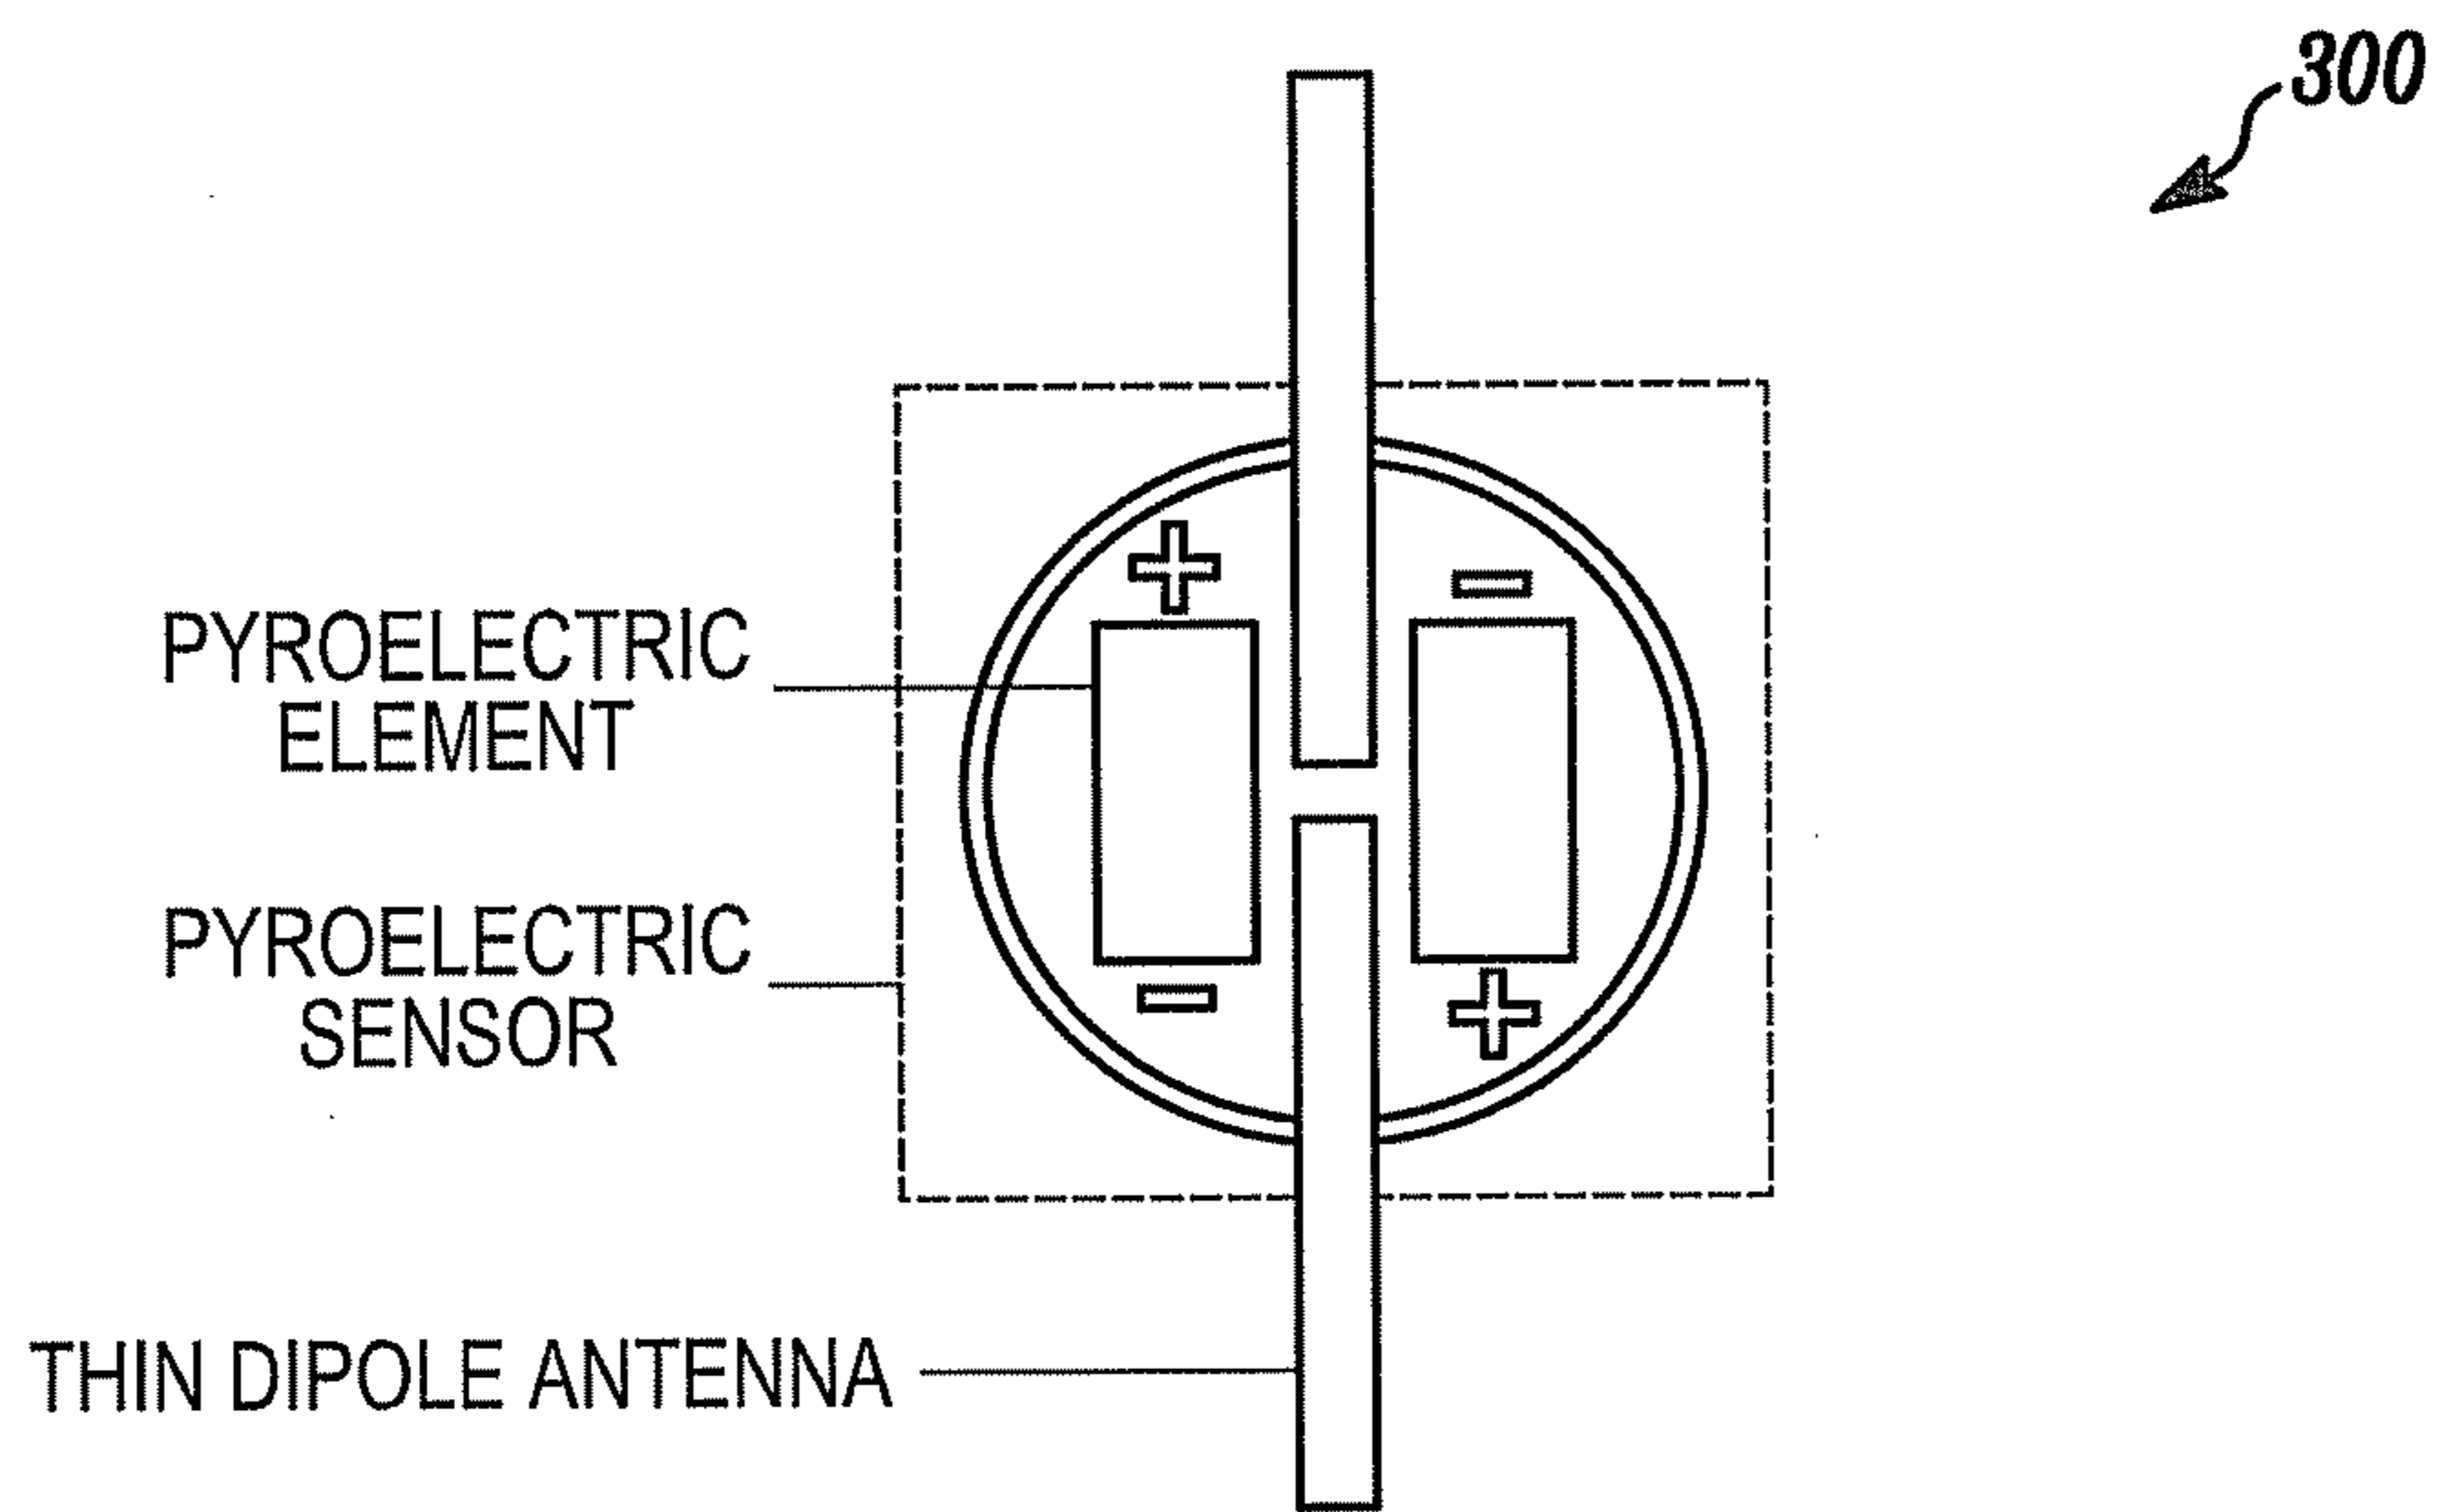 300
+
−
PYROELECTRIC
ELEMENT
PYROELECTRIC
SENSOR
−
+
THIN DIPOLE ANTENNA